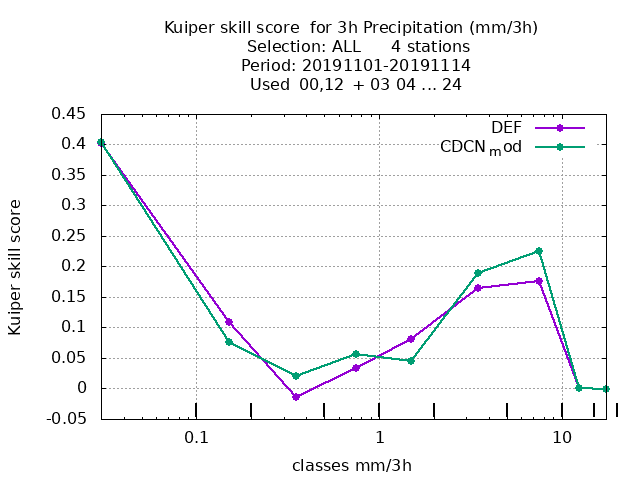 Kuiper skill score  for 3h Precipitation (mm/3h)
Selection: ALL      4 stations
Period: 20191101-20191114
Used  00,12  + 03 04 ... 24
0.45
0.4
0.35
0.3
0.25
0.2
0.15
0.1
0.05
0
-0.05
Kuiper skill score
DEF
CDCN_mod
0.1
1
10
classes mm/3h